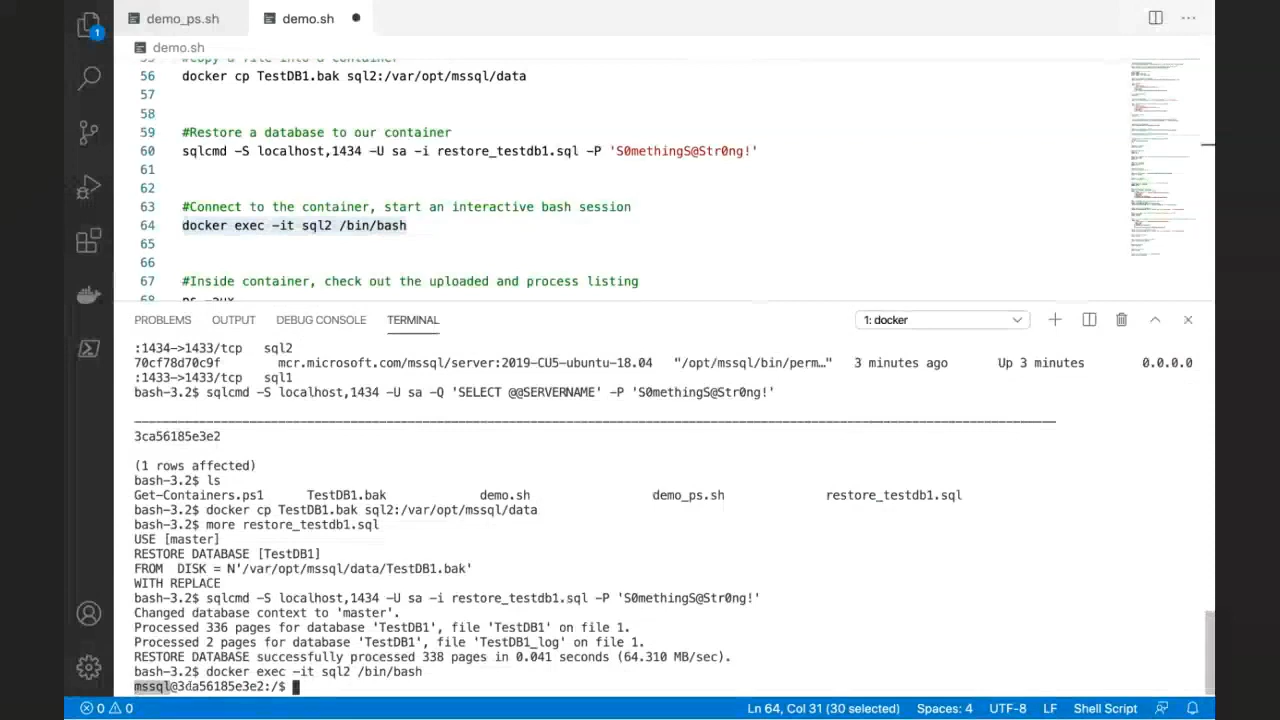 demo_ps.sh
demo.sh
1
demo.sh
55 #Copy a file into a container
56 docker cp TestDB1.bak sql2:/var/opt/mssql/data
57
58
59 #Restore a database to our container
60 sqlcmd -S localhost,1434 -U sa -i restore_testdb1.sql -P 'S0methingS@Str0ng!'
61
62
63 #Connect to the container, start an interactive bash session
64 docker exec -it sql2 /bin/bash
65
66
67 #Inside container, check out the uploaded and process listing
68 ps -aux
PROBLEMS OUTPUT DEBUG CONSOLE TERMINAL 1: docker
:1434->1433/tcp sql2
70cf78d70c9f mcr.microsoft.com/mssql/server:2019-CU5-ubuntu-18.04 "/opt/mssql/bin/perm…" 3 minutes ago Up 3 minutes 0.0.0.0
:1433->1433/tcp sql1
bash-3.2$ sqlcmd -S localhost,1434 -U sa -Q 'SELECT @@SERVERNAME' -P 'S0methingS@Str0ng!'
3ca56185e3e2
(1 rows affected)
bash-3.2$ ls
Get-Containers.ps1 TestDB1.bak demo.sh demo_ps.sh restore_testdb1.sql
bash-3.2$ docker cp TestDB1.bak sql2:/var/opt/mssql/data
bash-3.2$ more restore_testdb1.sql
USE [master]
RESTORE DATABASE [TestDB1]
FROM DISK = N'/var/opt/mssql/data/TestDB1.bak'
WITH REPLACE
bash-3.2$ sqlcmd -S localhost,1434 -U sa -i restore_testdb1.sql -P 'S0methingS@Str0ng!'
Changed database context to 'master'.
Processed 336 pages for database 'TestDB1', file 'TestDB1' on file 1.
Processed 2 pages for database 'TestDB1', file 'TestDB1_log' on file 1.
RESTORE DATABASE successfully processed 338 pages in 0.041 seconds (64.310 MB/sec).
bash-3.2$ docker exec -it sql2 /bin/bash
mssql@3ca56185e3e2:/$
0 0 Ln 64, Col 31 (30 selected) Spaces: 4 UTF-8 LF Shell Script